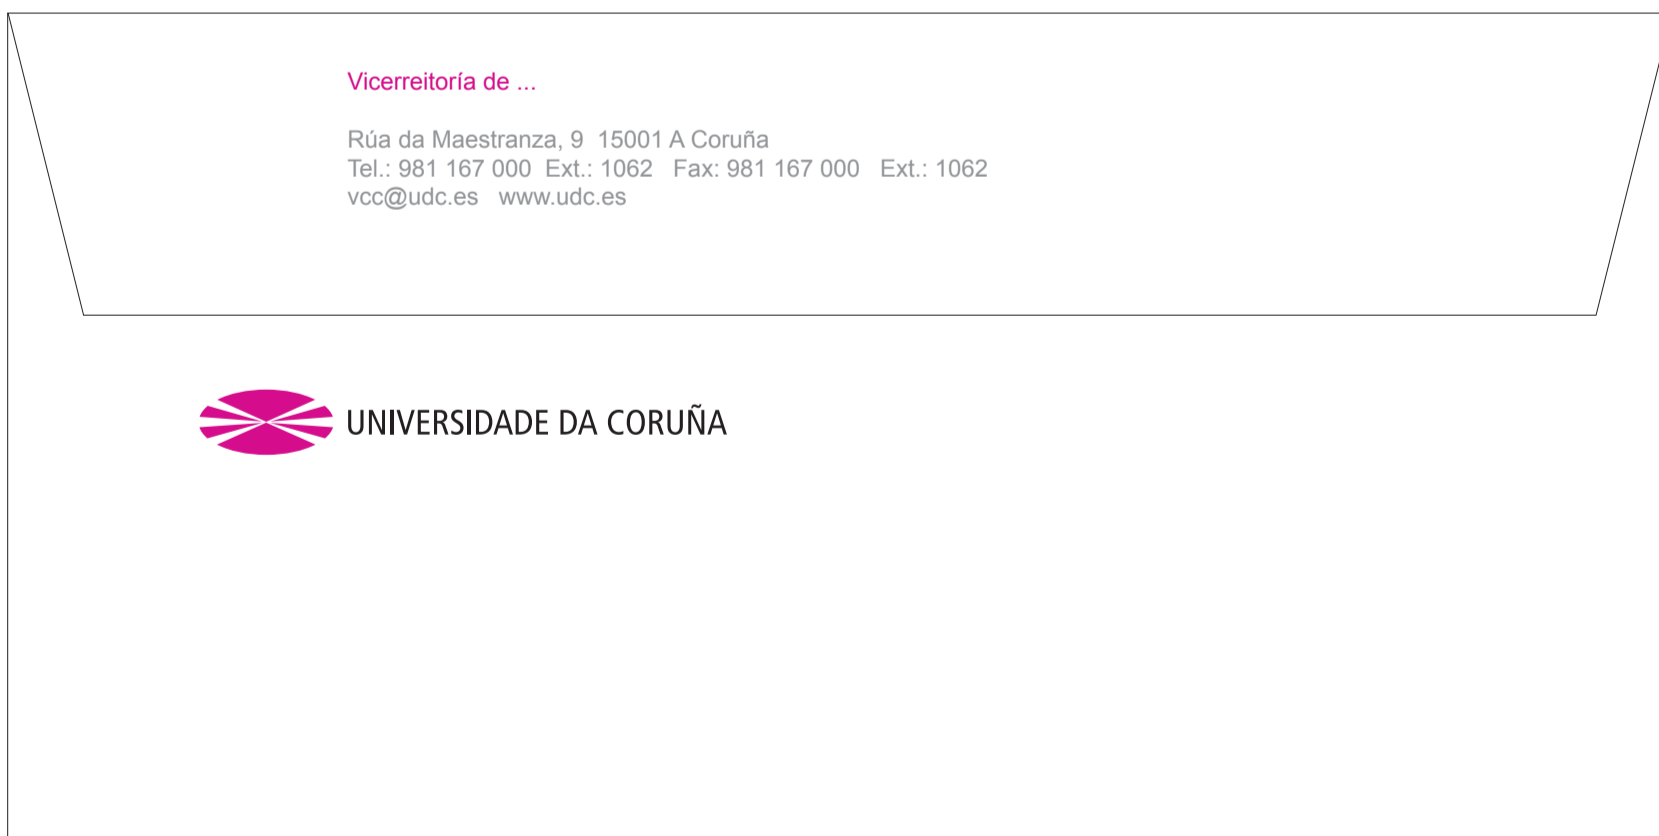 Vicerreitoría de ...
Rúa da Maestranza, 9  15001 A Coruña
Tel.: 981 167 000  Ext.: 1062   Fax: 981 167 000   Ext.: 1062
vcc@udc.es   www.udc.es
UNIVERSIDADE DA CORUÑA